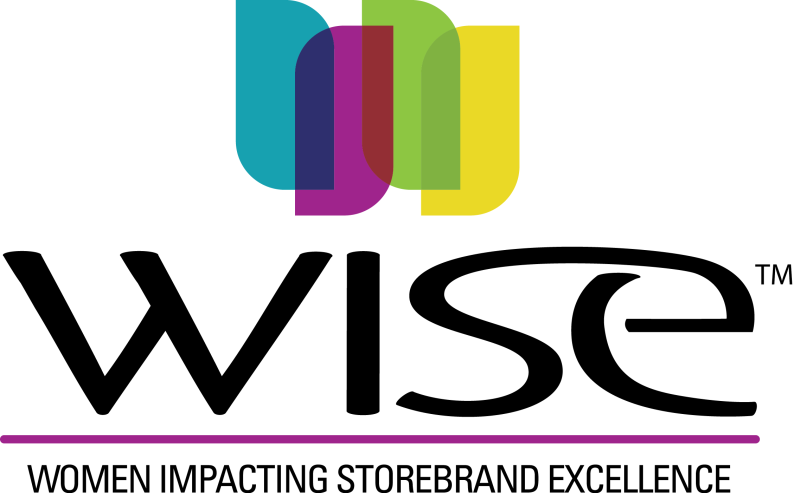 WISE™
WOMEN IMPACTING STOREBRAND EXCELLENCE